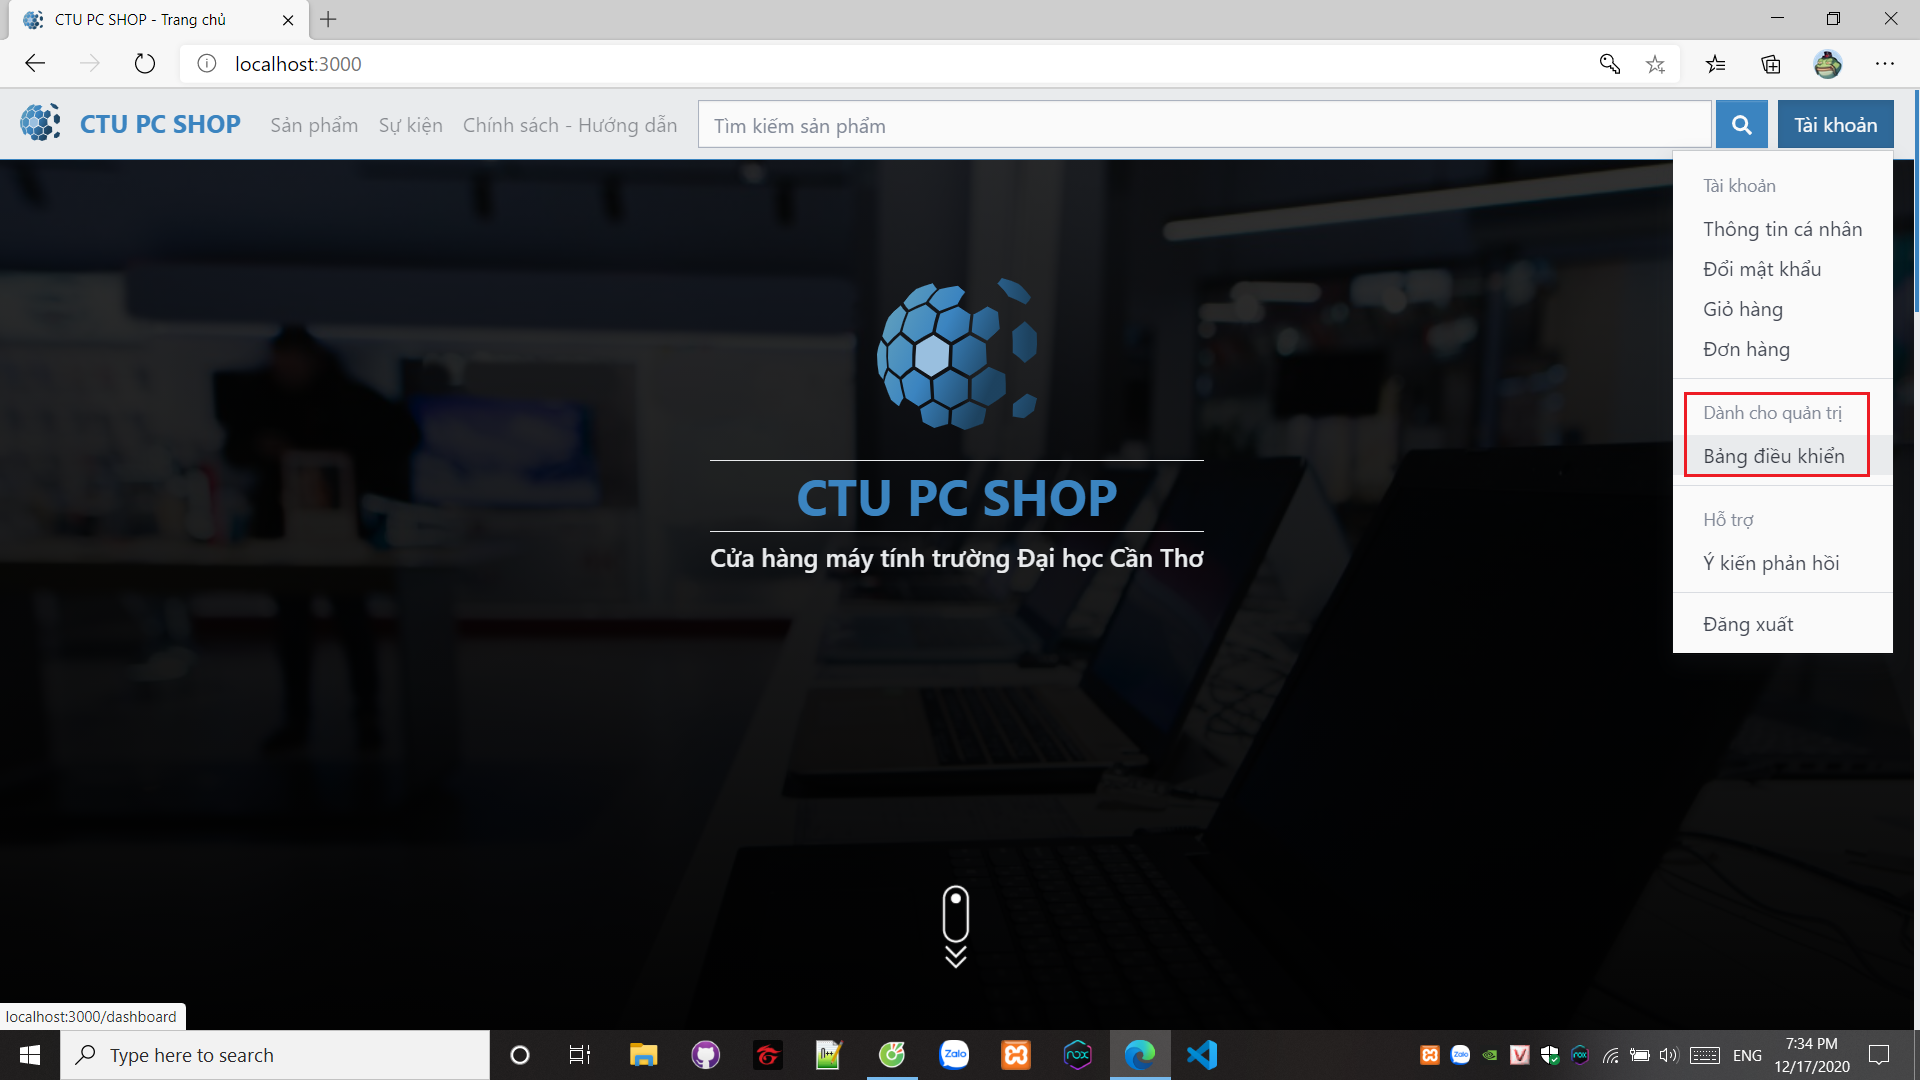 CTU PC SHOP - Trang chủ
localhost:3000
CTU PC SHOP
Sản phẩm
Sự kiện
Chính sách - Hướng dẫn
Tìm kiếm sản phẩm
Tài khoản
Tài khoản
Thông tin cá nhân
Đổi mật khẩu
Giỏ hàng
Đơn hàng
Dành cho quản trị
Bảng điều khiển
Hỗ trợ
Ý kiến phản hồi
Đăng xuất
CTU PC SHOP
Cửa hàng máy tính trường Đại học Cần Thơ
localhost:3000/dashboard
Type here to search
Zalo
nox
Zalo
nox
ENG
7:34 PM
12/17/2020